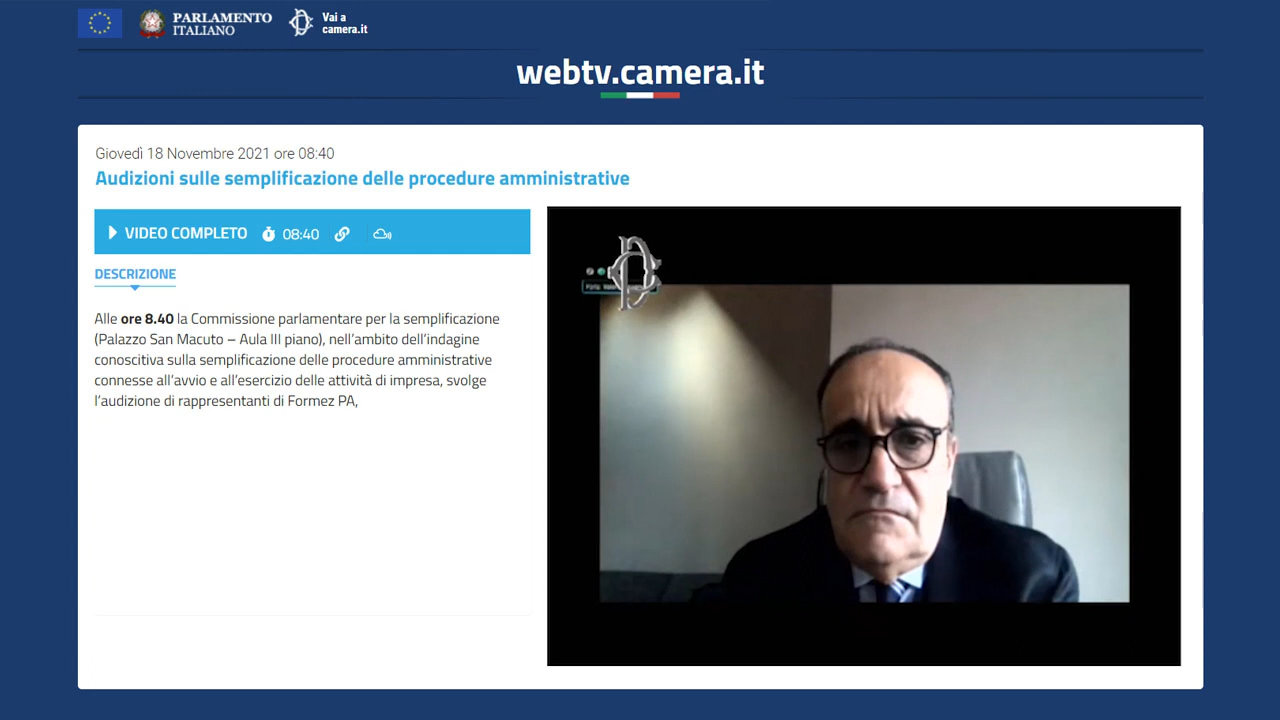 PARLAMENTO
ITALIANO
Vai a
camera.it
webtv.camera.it
Giovedì 18 Novembre 2021 ore 08:40
Audizioni sulle semplificazione delle procedure amministrative
VIDEO COMPLETO 08:40
DESCRIZIONE
Alle ore 8.40 la Commissione parlamentare per la semplificazione
(Palazzo San Macuto – Aula III piano), nell'ambito dell'indagine
conoscitiva sulla semplificazione delle procedure amministrative
connesse all'avvio e all'esercizio delle attività di impresa, svolge
l'audizione di rappresentanti di Formez PA,